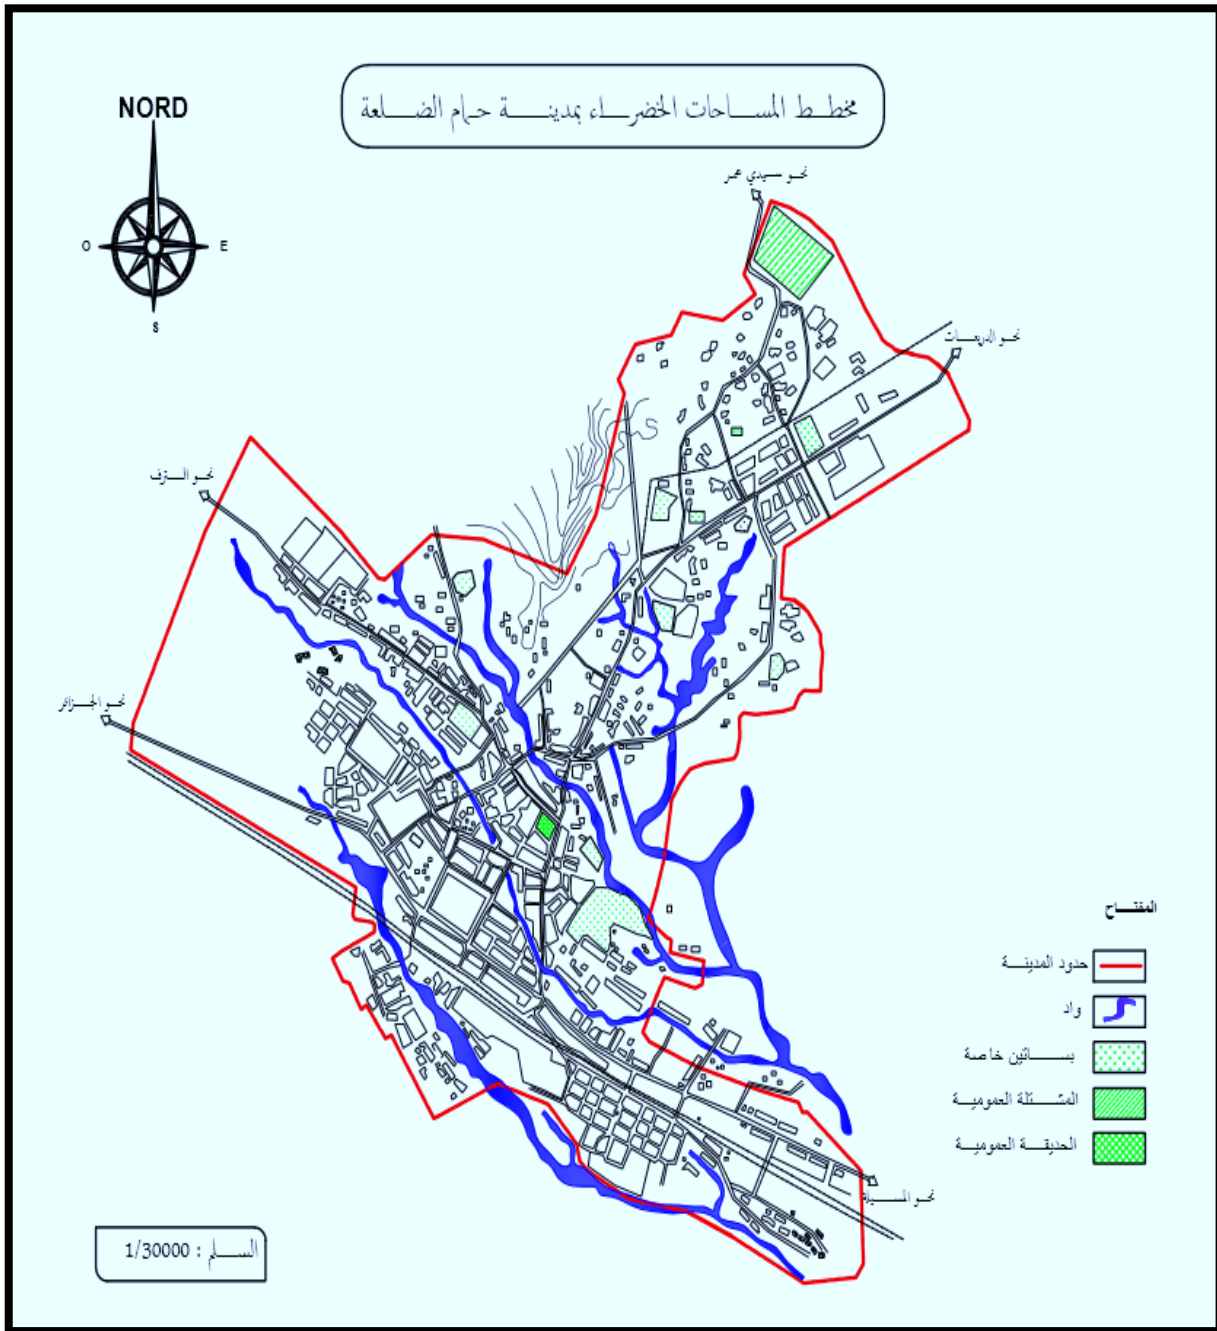 مخطط المساحات الخضراء بمدينة حمام الضلعة
NORD
O
E
S
نحو سيدي عمر
نحو الدريعات
نحو الترف
نحو الجزائر
المفتاح
حدود المدينة
واد
بساتين خاصة
المشتلة العمومية
الحديقة العمومية
نحو المسيلة
السلم : 1/30000